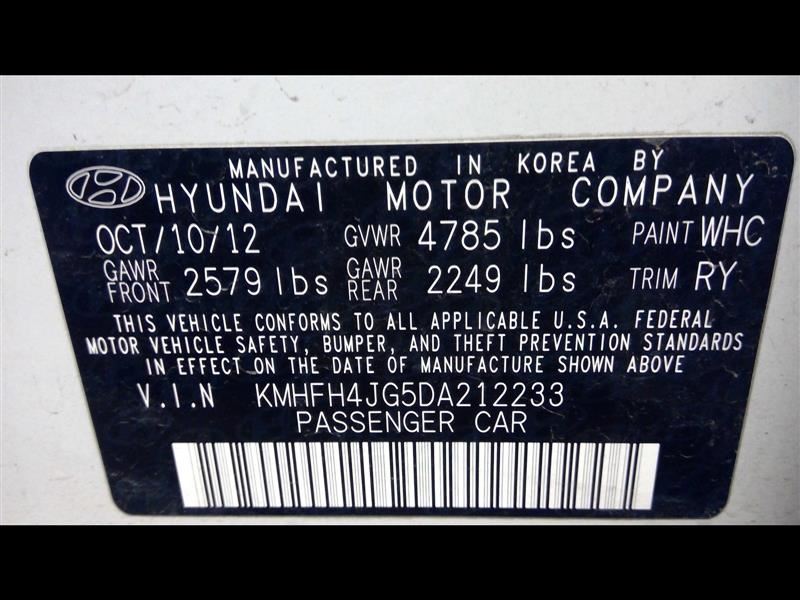 MANUFACTURED IN KOREA BY
HYUNDAI MOTOR COMPANY
OCT/10/12 GVWR 4785 lbs PAINT WHC
GAWR FRONT 2579 lbs GAWR REAR 2249 lbs TRIM RY
THIS VEHICLE CONFORMS TO ALL APPLICABLE U.S.A. FEDERAL
MOTOR VEHICLE SAFETY, BUMPER, AND THEFT PREVENTION STANDARDS
IN EFFECT ON THE DATE OF MANUFACTURE SHOWN ABOVE
V.I.N KMHFH4JG5DA212233
PASSENGER CAR